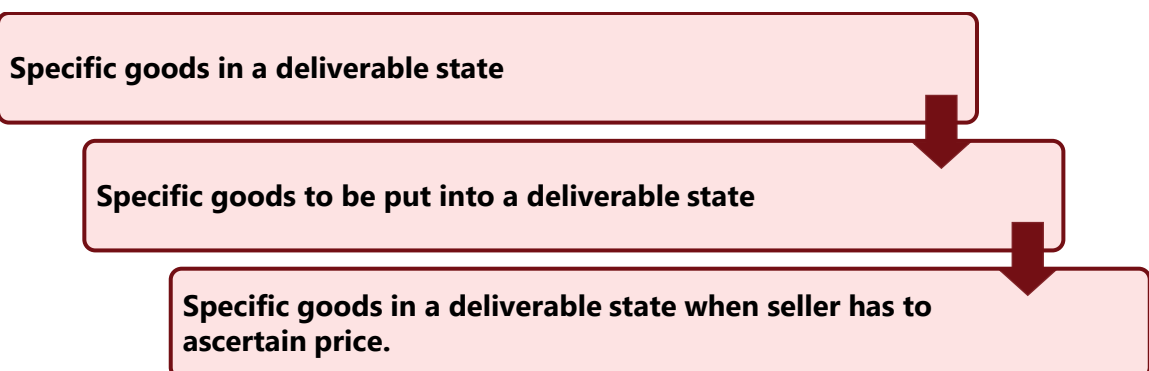 Specific goods in a deliverable state
Specific goods to be put into a deliverable state
Specific goods in a deliverable state when seller has to
ascertain price.